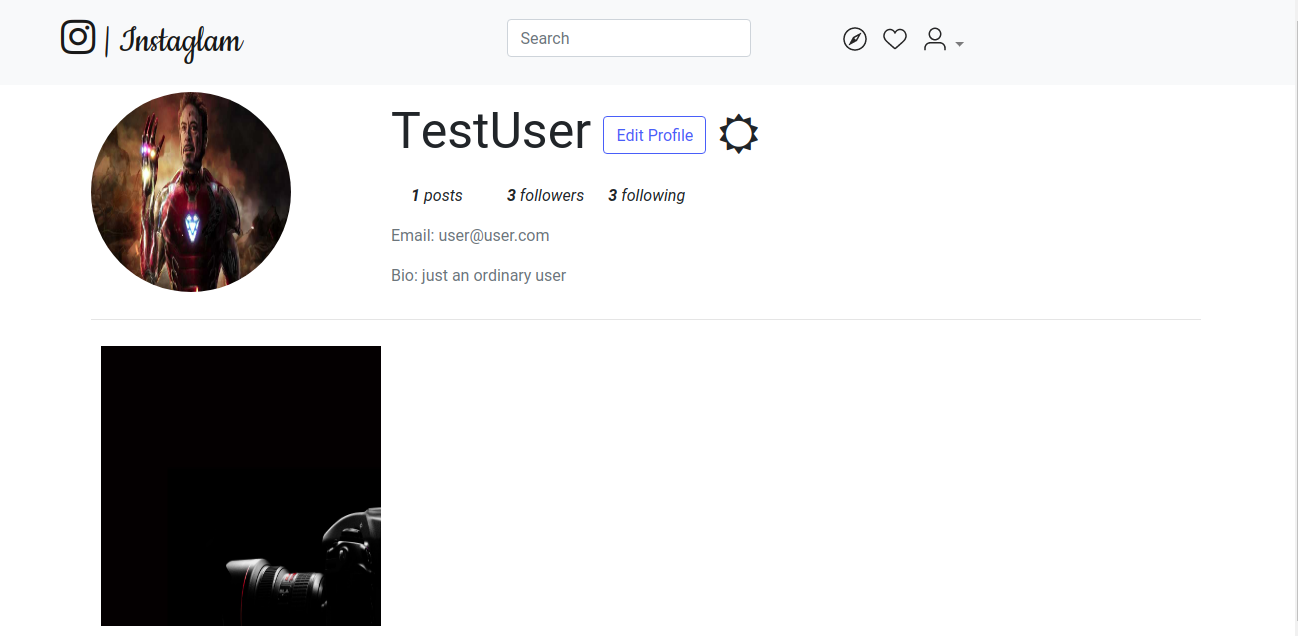 | Instaglam
Search
TestUser Edit Profile
1 posts 3 followers 3 following
Email: user@user.com
Bio: just an ordinary user